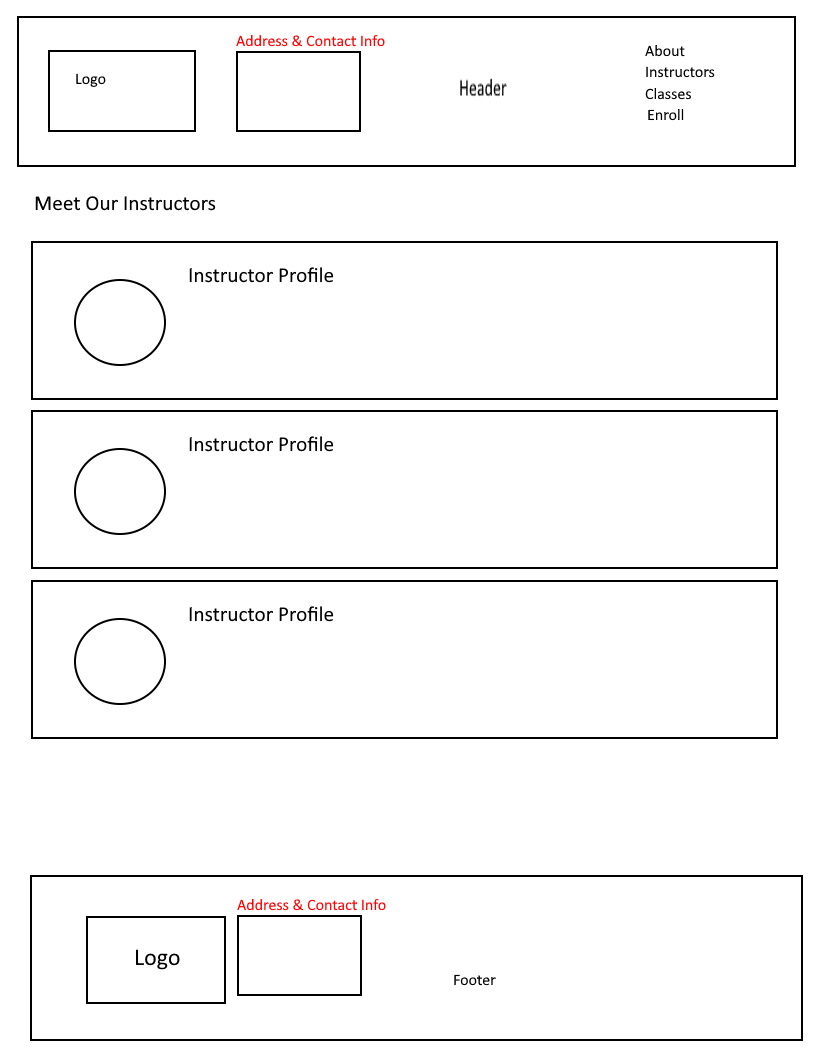 Address & Contact Info
Logo
Header
About
Instructors
Classes
Enroll
Meet Our Instructors
Instructor Profile
Instructor Profile
Instructor Profile
Address & Contact Info
Logo
Footer